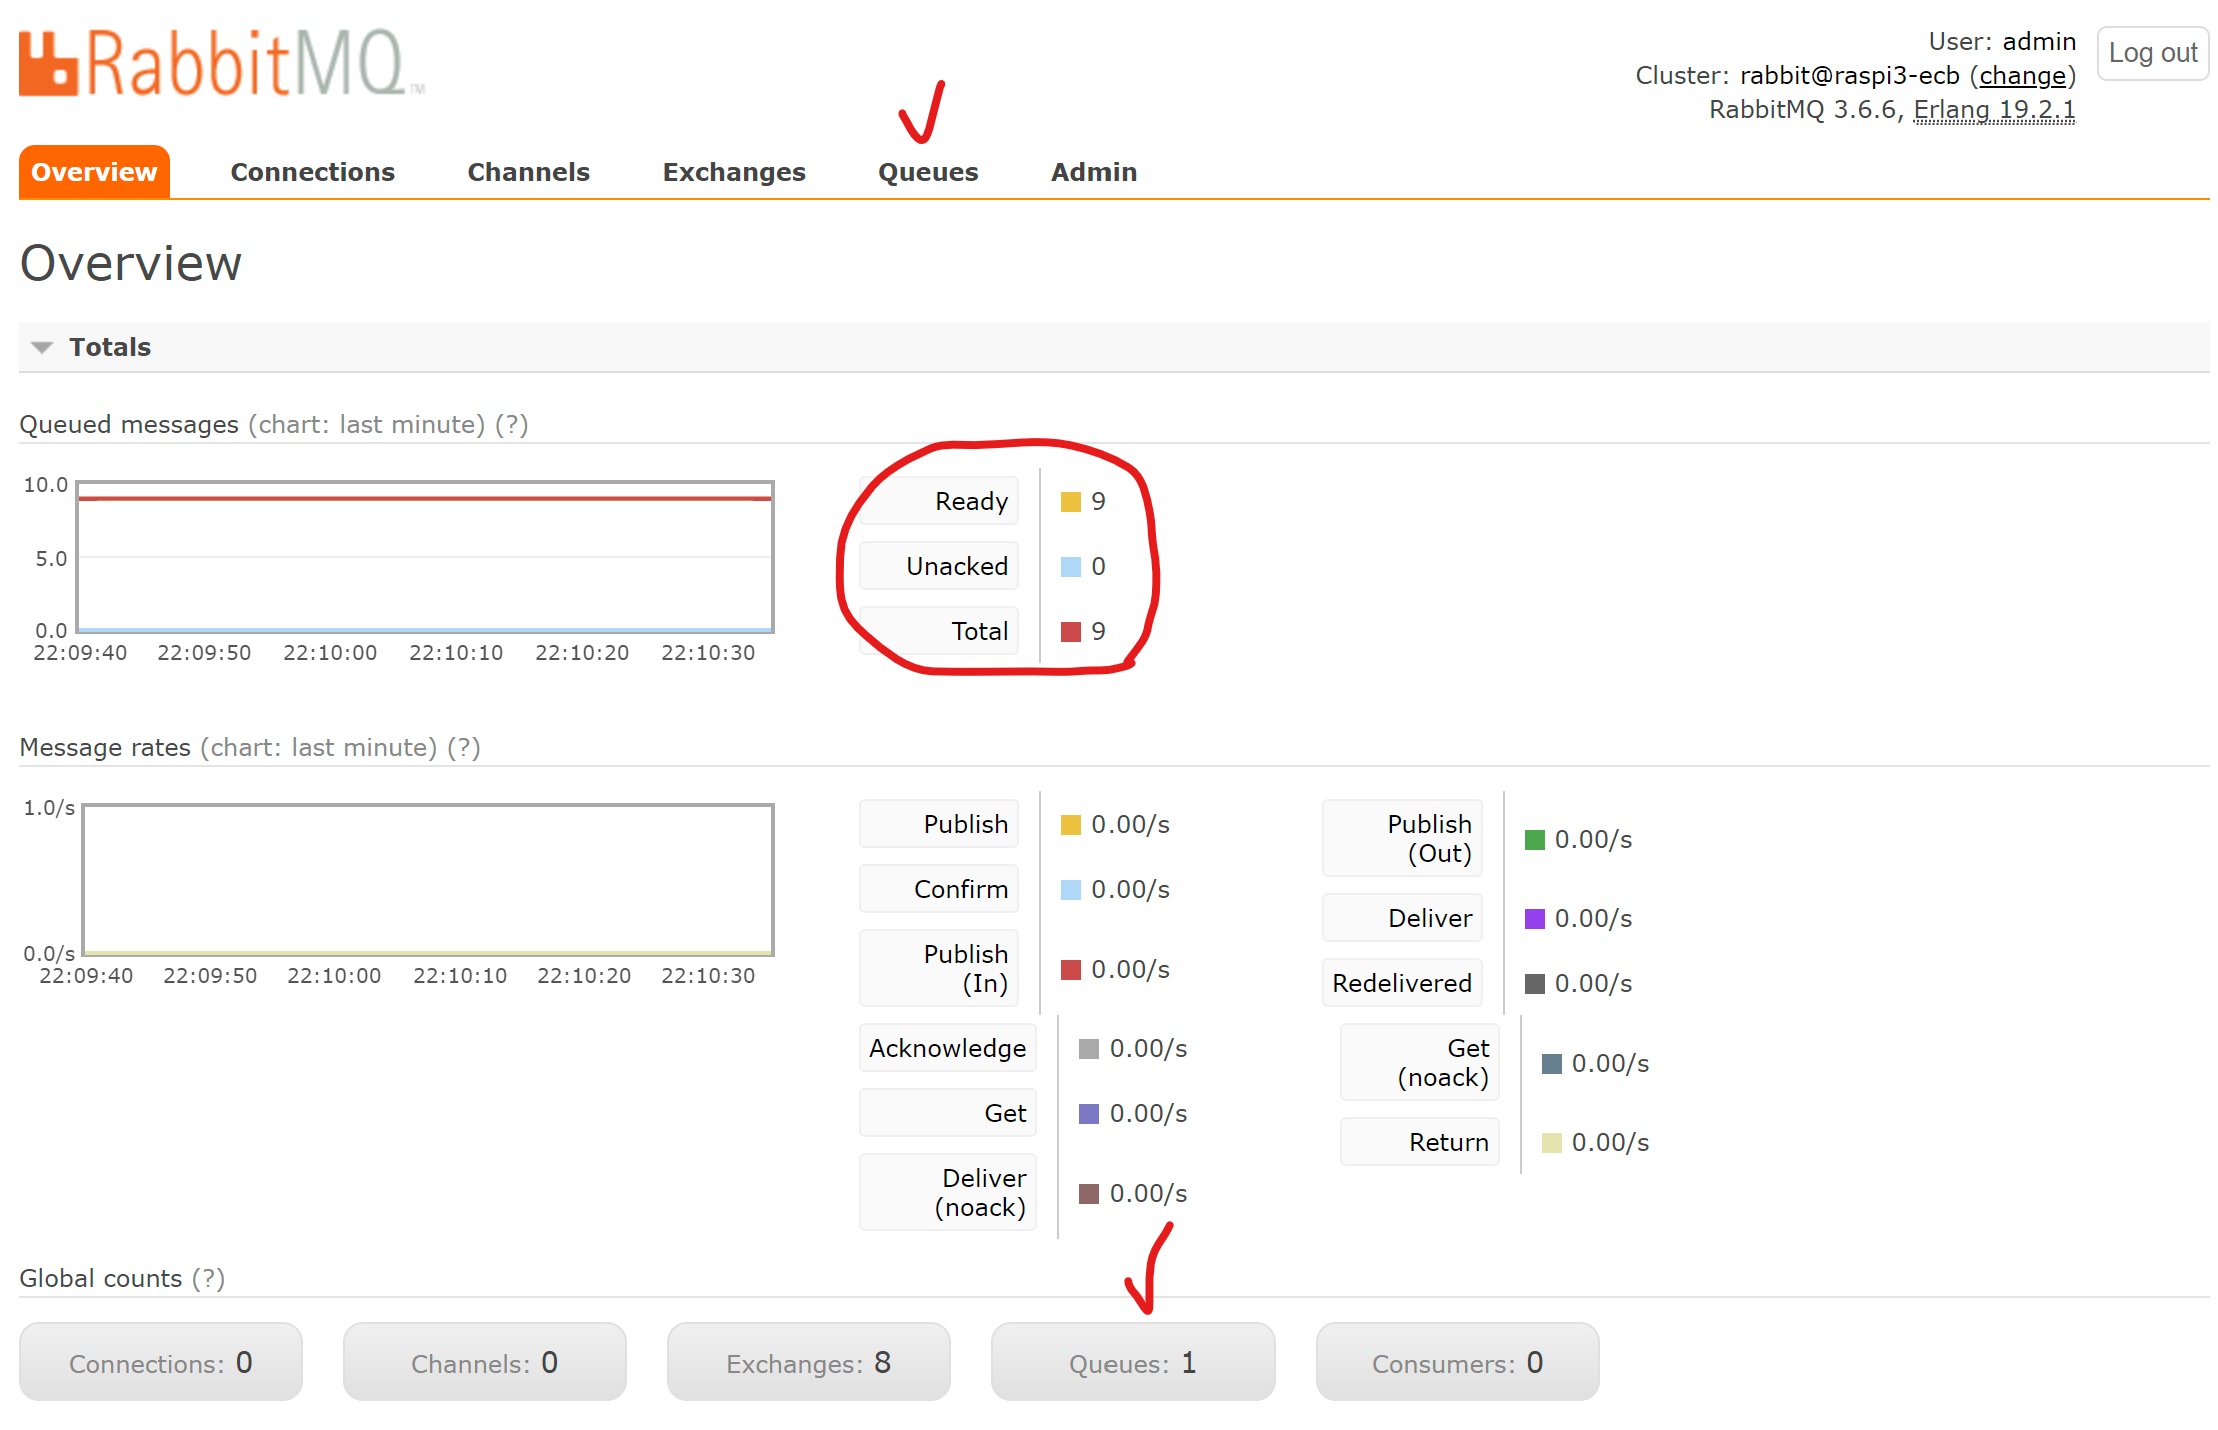 RabbitMQ™
User: admin
Cluster: rabbit@raspi3-ecb (change)
RabbitMQ 3.6.6, Erlang 19.2.1
Log out
Overview Connections Channels Exchanges Queues Admin
Overview
Totals
Queued messages (chart: last minute) (?)
10.0
5.0
0.0
22:09:40 22:09:50 22:10:00 22:10:10 22:10:20 22:10:30
Ready 9
Unacked 0
Total 9
Message rates (chart: last minute) (?)
1.0/s
0.0/s
22:09:40 22:09:50 22:10:00 22:10:10 22:10:20 22:10:30
Publish 0.00/s
Confirm 0.00/s
Publish
(In) 0.00/s
Acknowledge 0.00/s
Get 0.00/s
Deliver
(noack) 0.00/s
Publish
(Out) 0.00/s
Deliver 0.00/s
Redelivered 0.00/s
Get
(noack) 0.00/s
Return 0.00/s
Global counts (?)
Connections: 0 Channels: 0 Exchanges: 8 Queues: 1 Consumers: 0